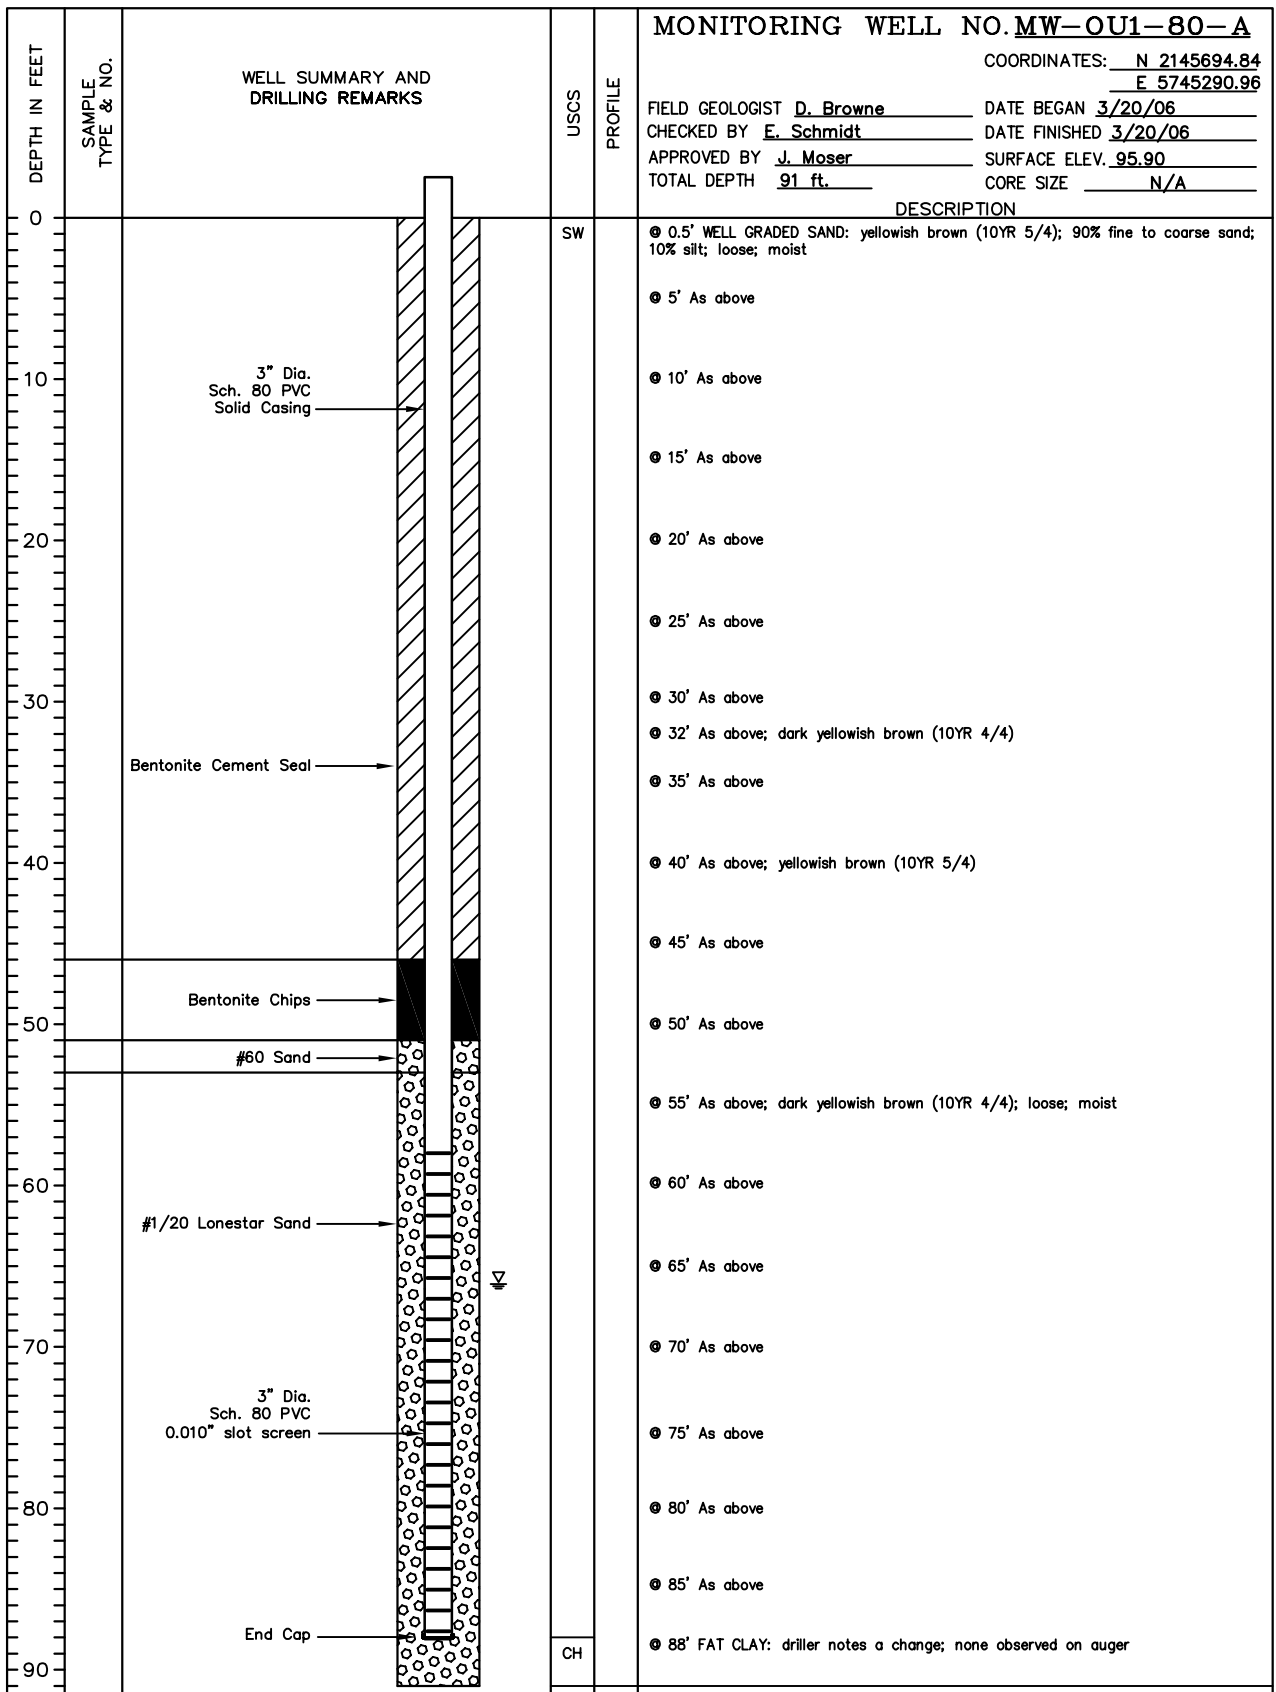 MONITORING WELL NO. MW-OU1-80-A
COORDINATES: N 2145694.84
E 5745290.96
FIELD GEOLOGIST D. Browne
DATE BEGAN 3/20/06
CHECKED BY E. Schmidt
DATE FINISHED 3/20/06
APPROVED BY J. Moser
SURFACE ELEV. 95.90
TOTAL DEPTH 91 ft.
CORE SIZE N/A
DESCRIPTION
DEPTH IN FEET
SAMPLE
TYPE & NO.
WELL SUMMARY AND
DRILLING REMARKS
USCS
PROFILE
0
10
20
30
40
50
60
70
80
90
3" Dia.
Sch. 80 PVC
Solid Casing
Bentonite Cement Seal
Bentonite Chips
#60 Sand
#1/20 Lonestar Sand
3" Dia.
Sch. 80 PVC
0.010" slot screen
End Cap
SW
CH
@ 0.5' WELL GRADED SAND: yellowish brown (10YR 5/4); 90% fine to coarse sand;
10% silt; loose; moist
@ 5' As above
@ 10' As above
@ 15' As above
@ 20' As above
@ 25' As above
@ 30' As above
@ 32' As above; dark yellowish brown (10YR 4/4)
@ 35' As above
@ 40' As above; yellowish brown (10YR 5/4)
@ 45' As above
@ 50' As above
@ 55' As above; dark yellowish brown (10YR 4/4); loose; moist
@ 60' As above
@ 65' As above
@ 70' As above
@ 75' As above
@ 80' As above
@ 85' As above
@ 88' FAT CLAY: driller notes a change; none observed on auger